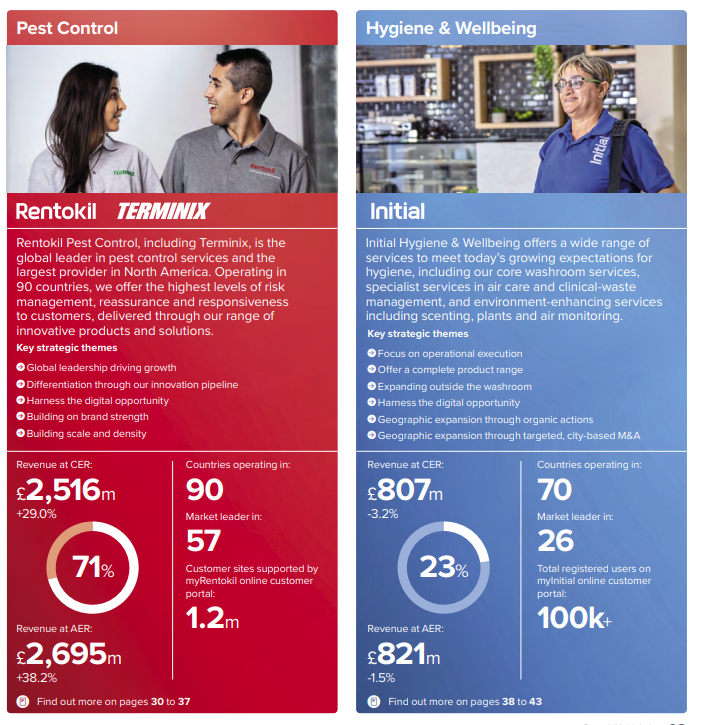 Pest Control
Rentokil
Rentokil TERMINIX
Rentokil Pest Control, including Terminix, is the
global leader in pest control services and the
largest provider in North America. Operating in
90 countries, we offer the highest levels of risk
management, reassurance and responsiveness
to customers, delivered through our range of
innovative products and solutions.
Key strategic themes
Global leadership driving growth
Differentiation through our innovation pipeline
Harness the digital opportunity
Building on brand strength
Building scale and density
Revenue at CER:
£2,516m
+29.0%
71%
Revenue at AER:
£2,695m
+38.2%
Countries operating in:
90
Market leader in:
57
Customer sites supported by
myRentokil online customer
portal:
1.2m
Find out more on pages 30 to 37
Hygiene & Wellbeing
Initial
Initial
Initial Hygiene & Wellbeing offers a wide range of
services to meet today's growing expectations for
hygiene, including our core washroom services,
specialist services in air care and clinical-waste
management, and environment-enhancing services
including scenting, plants and air monitoring.
Key strategic themes
Focus on operational execution
Offer a complete product range
Expanding outside the washroom
Harness the digital opportunity
Geographic expansion through organic actions
Geographic expansion through targeted, city-based M&A
Revenue at CER:
£807m
-3.2%
23%
Revenue at AER:
£821m
-1.5%
Countries operating in:
70
Market leader in:
26
Total registered users on
myInitial online customer
portal:
100k+
Find out more on pages 38 to 43